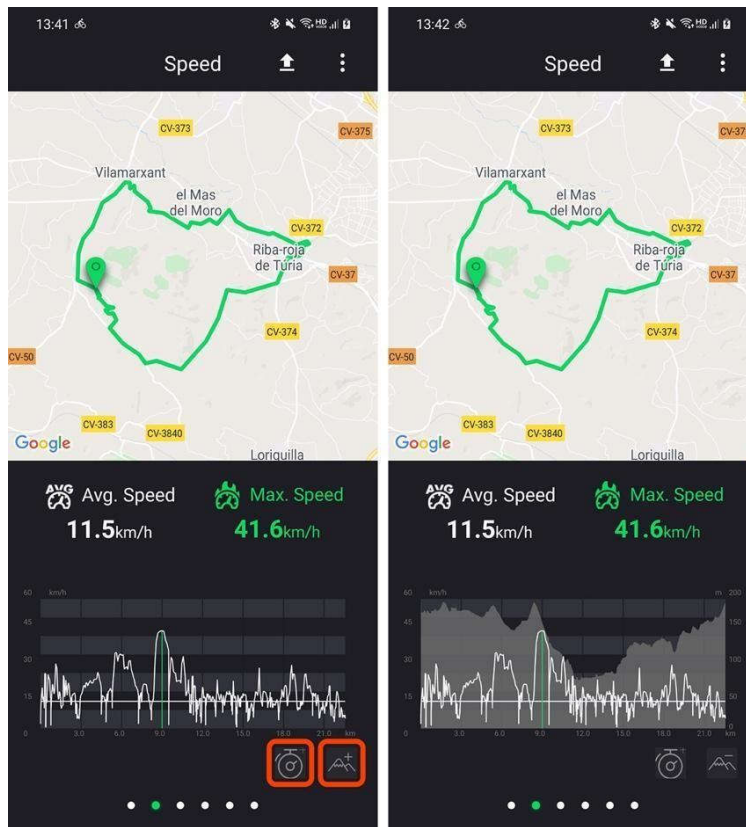 13:41
HD
Speed
CV-373
CV-375
Vilamarxant
el Mas
del Moro
CV-372
Riba-roja
de Túria
CV-37
CV-374
CV-50
CV-383
CV-3840
Google
Loriguilla
AVG Avg. Speed
Max. Speed
11.5km/h
41.6km/h
60 km/h
45
30
15
0 3.0 6.0 9.0 12.0 15.0 18.0 21.0 km
13:42
HD
Speed
CV-373
CV-37
Vilamarxant
el Mas
del Moro
CV-372
Riba-roja
de Túria
CV-37
CV-374
CV-50
CV-383
CV-3840
Google
Loriguilla
AVG Avg. Speed
Max. Speed
11.5km/h
41.6km/h
60 km/h m 200
45 150
30 100
15 50
0
0 3.0 6.0 9.0 12.0 15.0 18.0 21.0 km